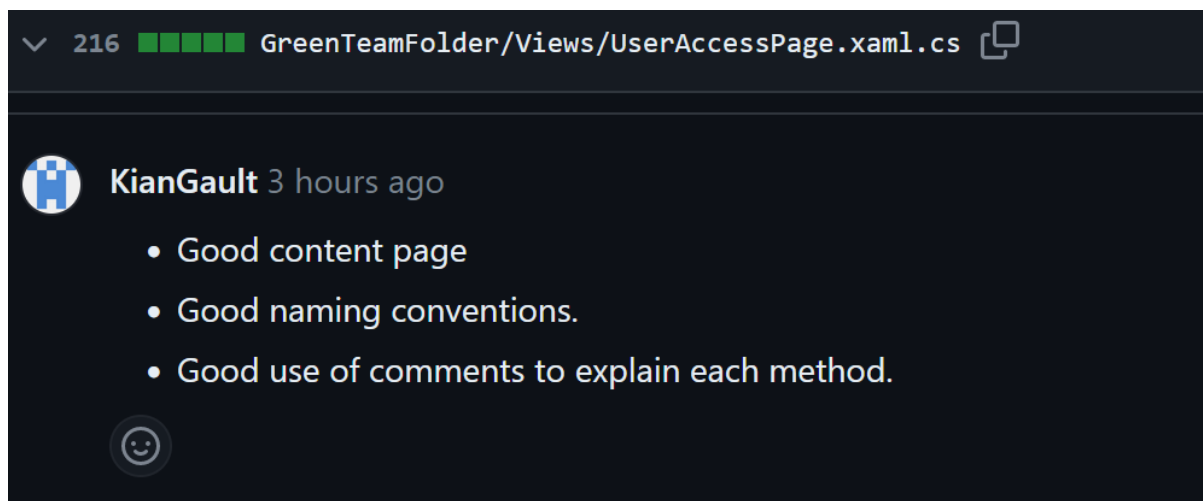 216 GreenTeamFolder/Views/UserAccessPage.xaml.cs
KianGault 3 hours ago
• Good content page
• Good naming conventions.
• Good use of comments to explain each method.